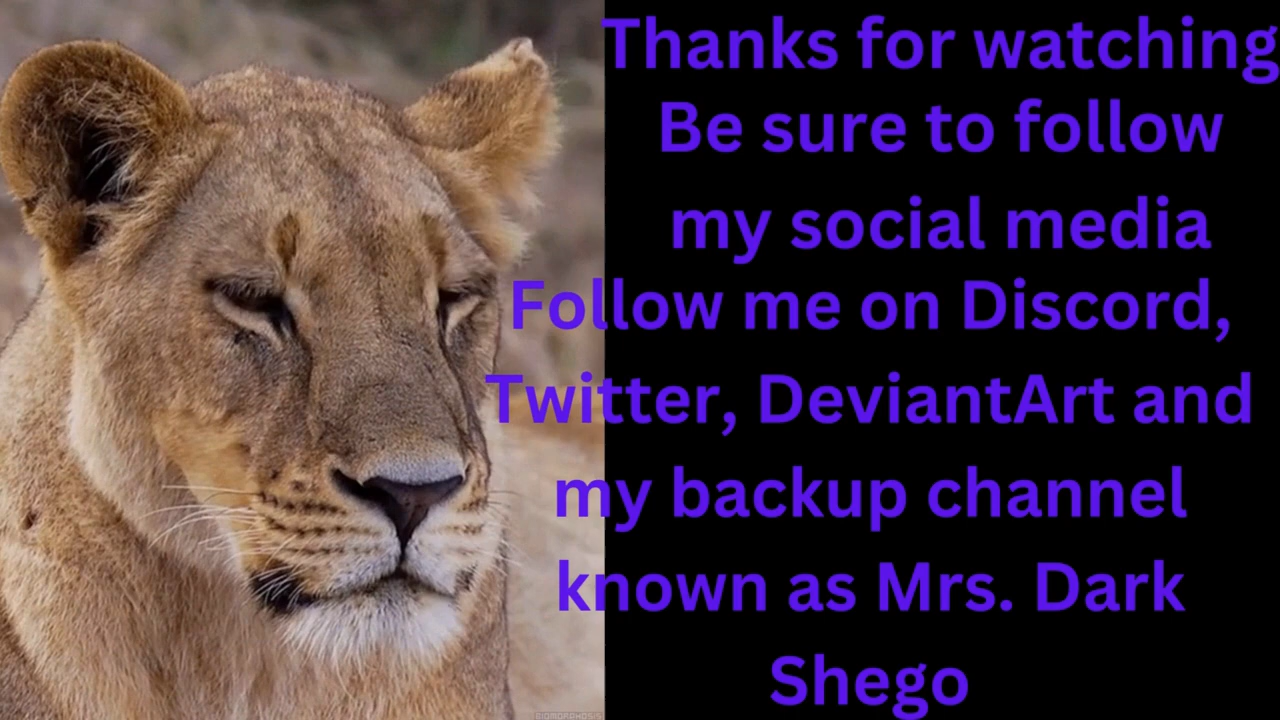 Thanks for watching
Be sure to follow
my social media
Follow me on Discord,
Twitter, DeviantArt and
my backup channel
known as Mrs. Dark
Shego
BIOMORPHOSIS